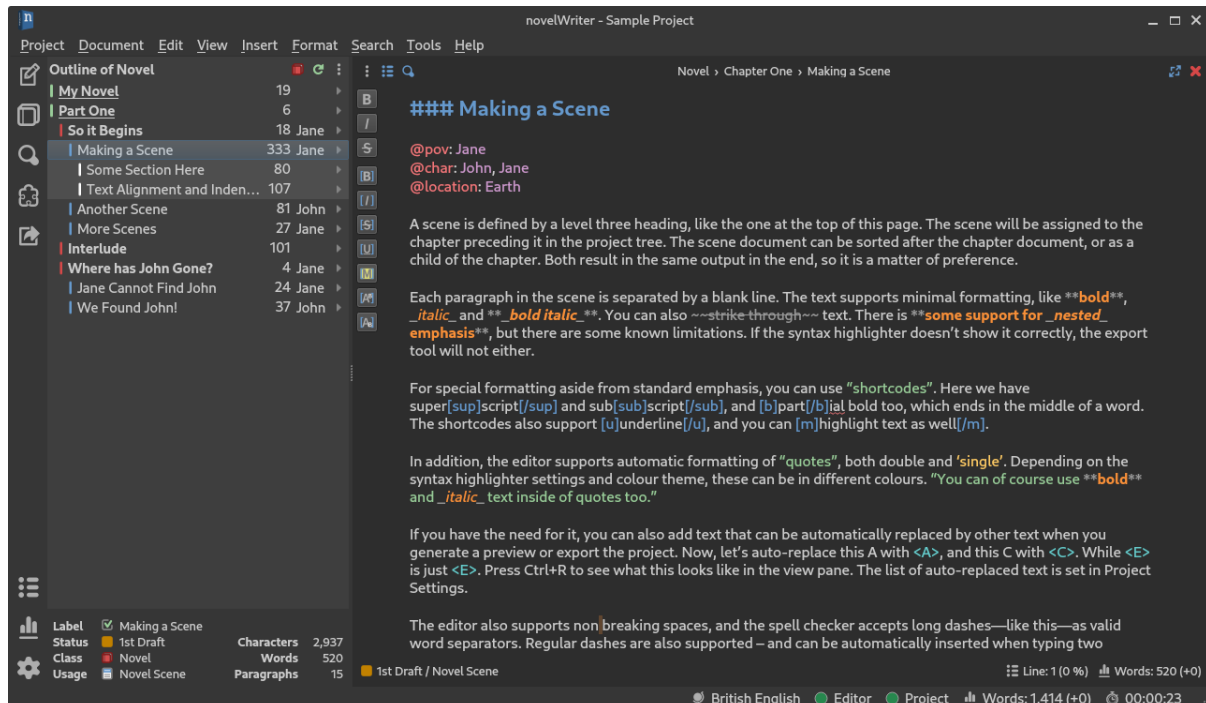 novelWriter - Sample Project
Project Document Edit View Insert Format Search Tools Help
Outline of Novel
My Novel 19
Part One 6
So it Begins 18 Jane
Making a Scene 333 Jane
Some Section Here 80
Text Alignment and Inden... 107
Another Scene 81 John
More Scenes 27 Jane
Interlude 101
Where has John Gone? 4 Jane
Jane Cannot Find John 24 Jane
We Found John! 37 John
Label Making a Scene
Status 1st Draft Characters 2,937
Class Novel Words 520
Usage Novel Scene Paragraphs 15
Novel › Chapter One › Making a Scene
B
I
S
[B]
[I]
[S]
[U]
[M]
[A]
[A]
### Making a Scene
@pov: Jane
@char: John, Jane
@location: Earth
A scene is defined by a level three heading, like the one at the top of this page. The scene will be assigned to the
chapter preceding it in the project tree. The scene document can be sorted after the chapter document, or as a
child of the chapter. Both result in the same output in the end, so it is a matter of preference.
Each paragraph in the scene is separated by a blank line. The text supports minimal formatting, like **bold**,
_italic_ and **_bold italic_**. You can also ~~strike through~~ text. There is **some support for _nested_
emphasis**, but there are some known limitations. If the syntax highlighter doesn’t show it correctly, the export
tool will not either.
For special formatting aside from standard emphasis, you can use “shortcodes”. Here we have
super[sup]script[/sup] and sub[sub]script[/sub], and [b]part[/b]ial bold too, which ends in the middle of a word.
The shortcodes also support [u]underline[/u], and you can [m]highlight text as well[/m].
In addition, the editor supports automatic formatting of “quotes”, both double and ‘single’. Depending on the
syntax highlighter settings and colour theme, these can be in different colours. “You can of course use **bold**
and _italic_ text inside of quotes too.”
If you have the need for it, you can also add text that can be automatically replaced by other text when you
generate a preview or export the project. Now, let’s auto-replace this A with <A>, and this C with <C>. While <E>
is just <E>. Press Ctrl+R to see what this looks like in the view pane. The list of auto-replaced text is set in Project
Settings.
The editor also supports non breaking spaces, and the spell checker accepts long dashes—like this—as valid
word separators. Regular dashes are also supported – and can be automatically inserted when typing two
1st Draft / Novel Scene Line: 1 (0 %) Words: 520 (+0)
British English Editor Project Words: 1,414 (+0) 00:00:23